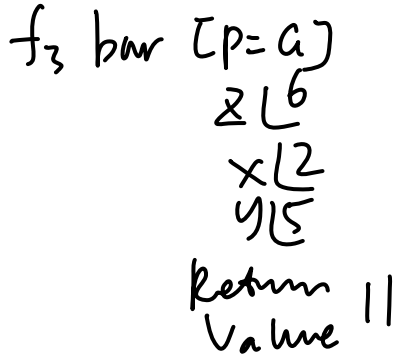 f3 bar [p=G]
z 6
x 2
y 5
Return
Value 11